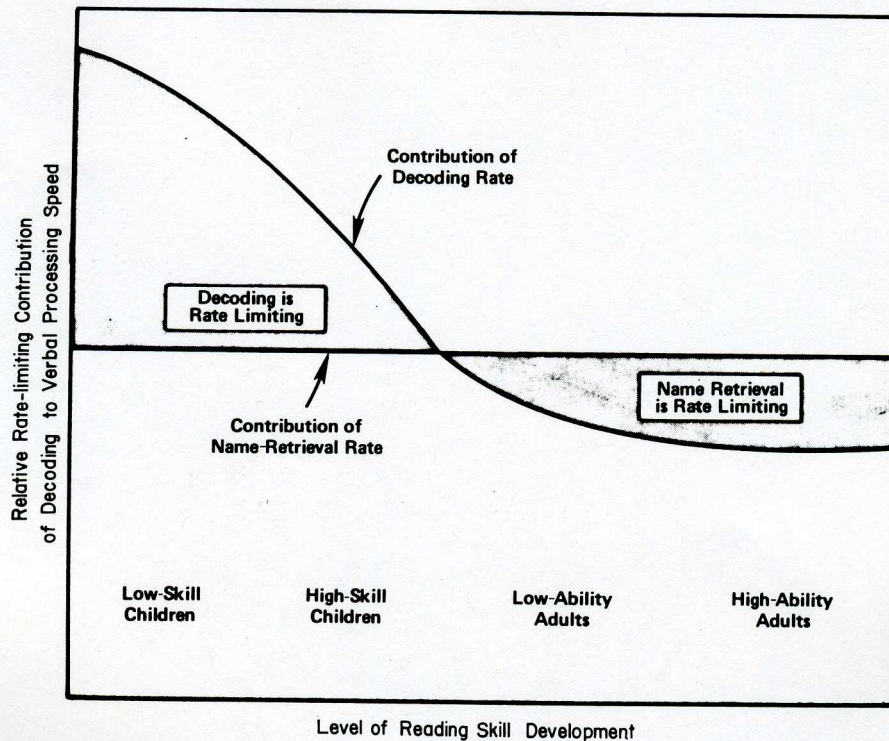 Relative Rate-limiting Contribution
of Decoding to Verbal Processing Speed
Contribution of
Decoding Rate
Decoding is
Rate Limiting
Contribution of
Name-Retrieval Rate
Name Retrieval
is Rate Limiting
Low-Skill
Children
High-Skill
Children
Low-Ability
Adults
High-Ability
Adults
Level of Reading Skill Development